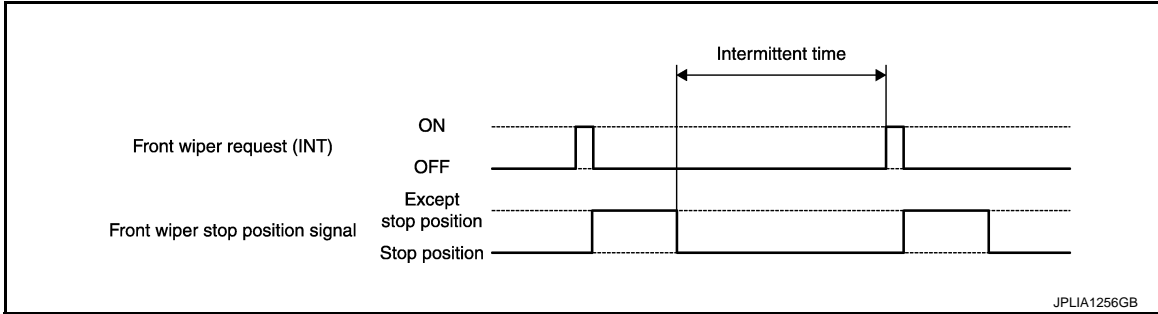 Intermittent time
ON
Front wiper request (INT)
OFF
Except
stop position
Front wiper stop position signal
Stop position
JPLIA1256GB